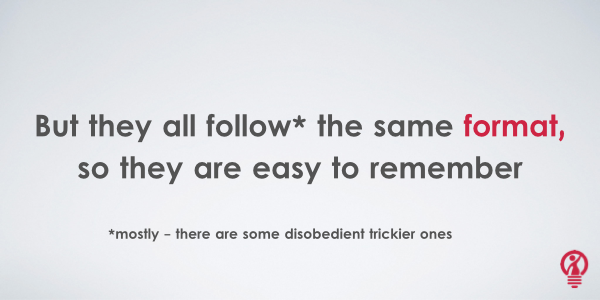 But they all follow* the same format,
so they are easy to remember
*mostly – there are some disobedient trickier ones